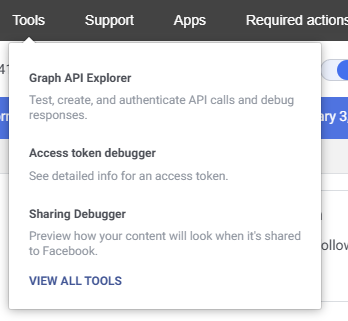 Tools Support Apps Required actions
41
Graph API Explorer
Test, create, and authenticate API calls and debug
responses.
ary 3,
Access token debugger
See detailed info for an access token.
Sharing Debugger
Preview how your content will look when it's shared
to Facebook.
VIEW ALL TOOLS